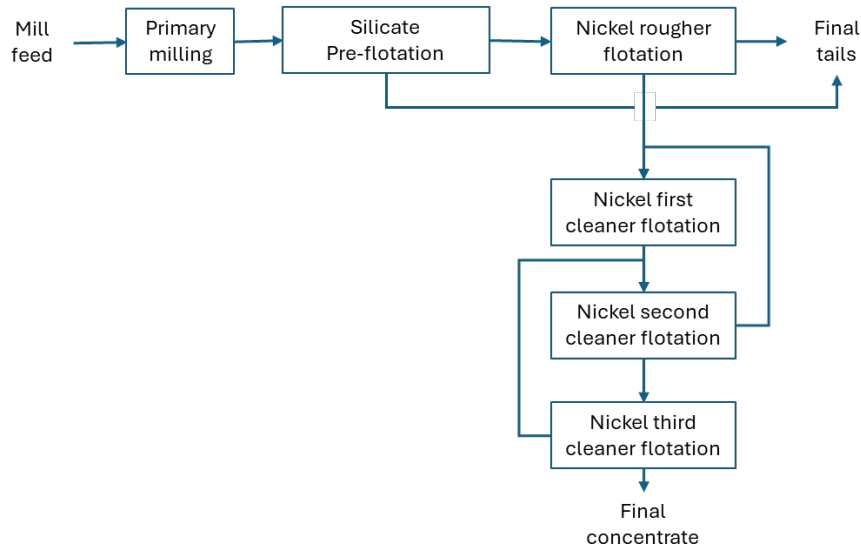 Mill
feed
Primary
milling
Silicate
Pre-flotation
Nickel rougher
flotation
Final
tails
Nickel first
cleaner flotation
Nickel second
cleaner flotation
Nickel third
cleaner flotation
Final
concentrate